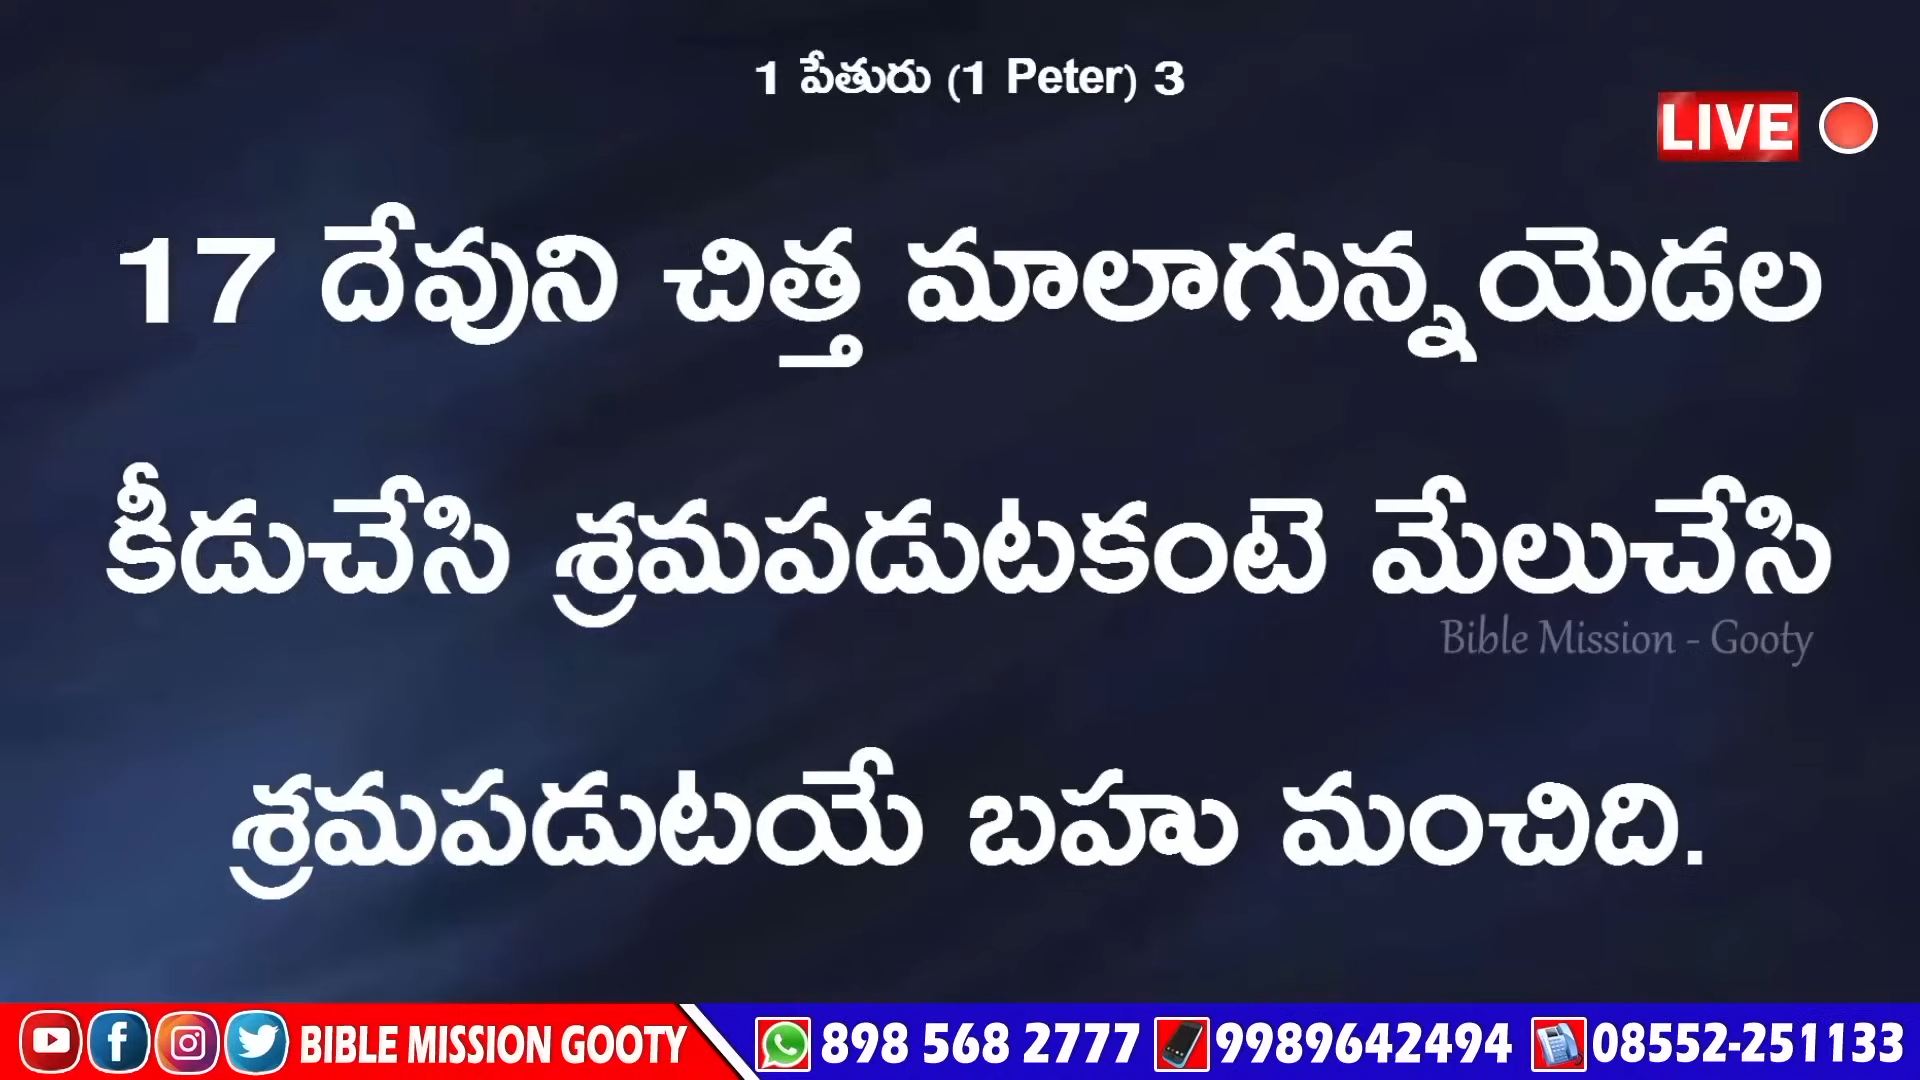 1 పేతురు (1 Peter) 3
LIVE
17 దేవుని చిత్త మాలాగున్నయెడల
కీడుచేసి శ్రమపడుటకంటె మేలుచేసి
Bible Mission - Gooty
శ్రమపడుటయే బహు మంచిది.
BIBLE MISSION GOOTY 898 568 2777 9989642494 08552-251133